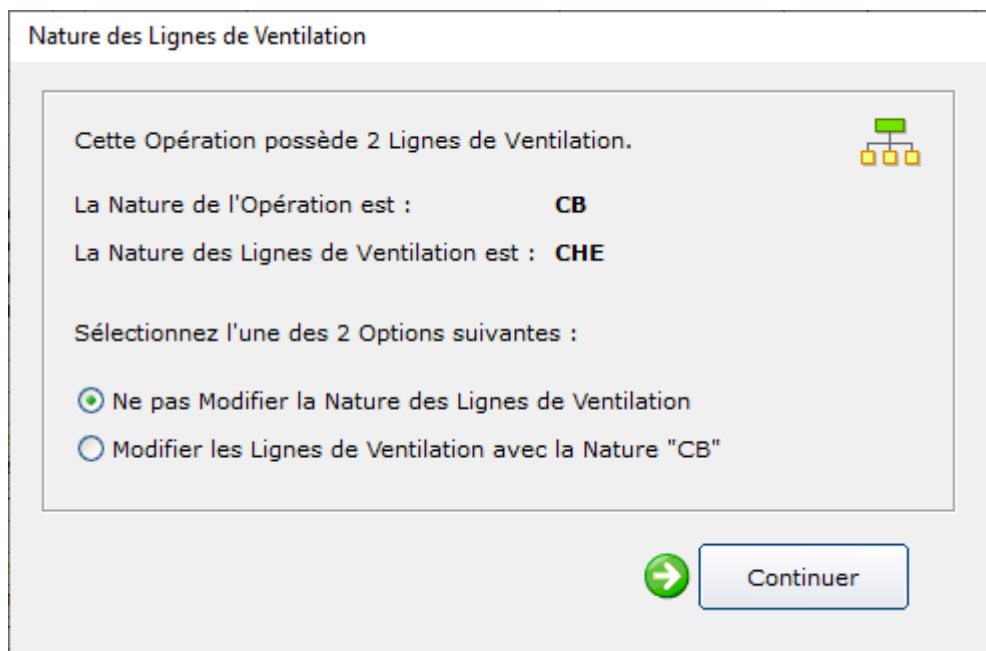 Nature des Lignes de Ventilation
Cette Opération possède 2 Lignes de Ventilation.
La Nature de l'Opération est : CB
La Nature des Lignes de Ventilation est : CHE
Sélectionnez l'une des 2 Options suivantes :
Ne pas Modifier la Nature des Lignes de Ventilation
Modifier les Lignes de Ventilation avec la Nature "CB"
Continuer